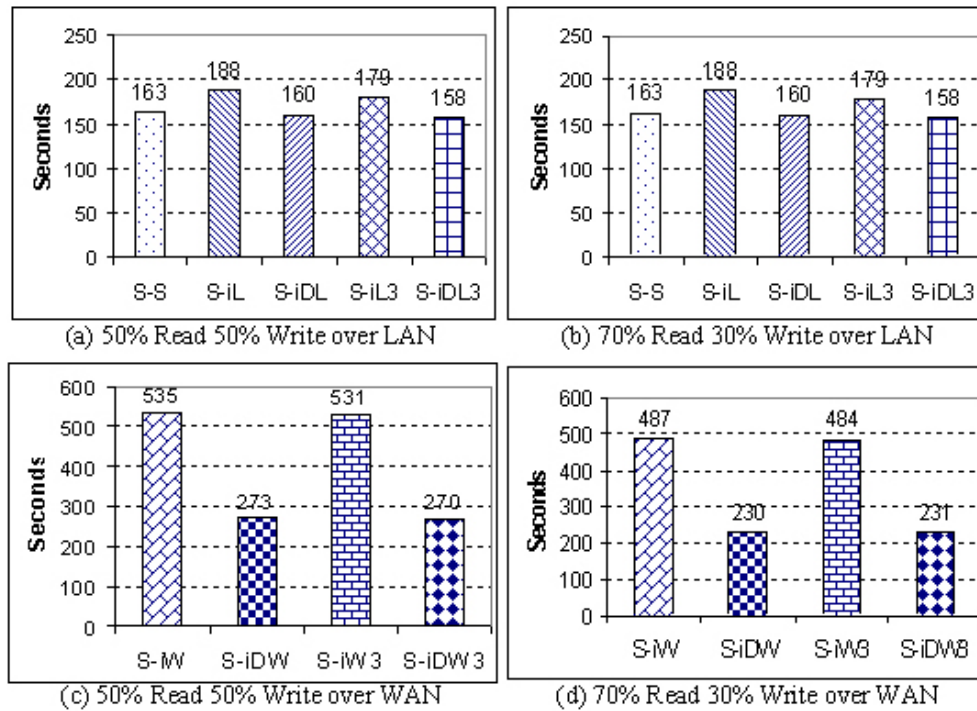 250
200
150
100
50
0
Seconds
163
188
160
179
158
S-S
S-iL
S-iDL
S-iL3
S-iDL3
(a) 50% Read 50% Write over LAN
250
200
150
100
50
0
Seconds
163
188
160
179
158
S-S
S-iL
S-iDL
S-iL3
S-iDL3
(b) 70% Read 30% Write over LAN
600
500
400
300
200
100
0
Seconds
535
273
531
270
S-iW
S-iDW
S-iW3
S-iDW3
(c) 50% Read 50% Write over WAN
600
500
400
300
200
100
0
Seconds
487
230
484
231
S-iW
S-iDW
S-iW3
S-iDW3
(d) 70% Read 30% Write over WAN